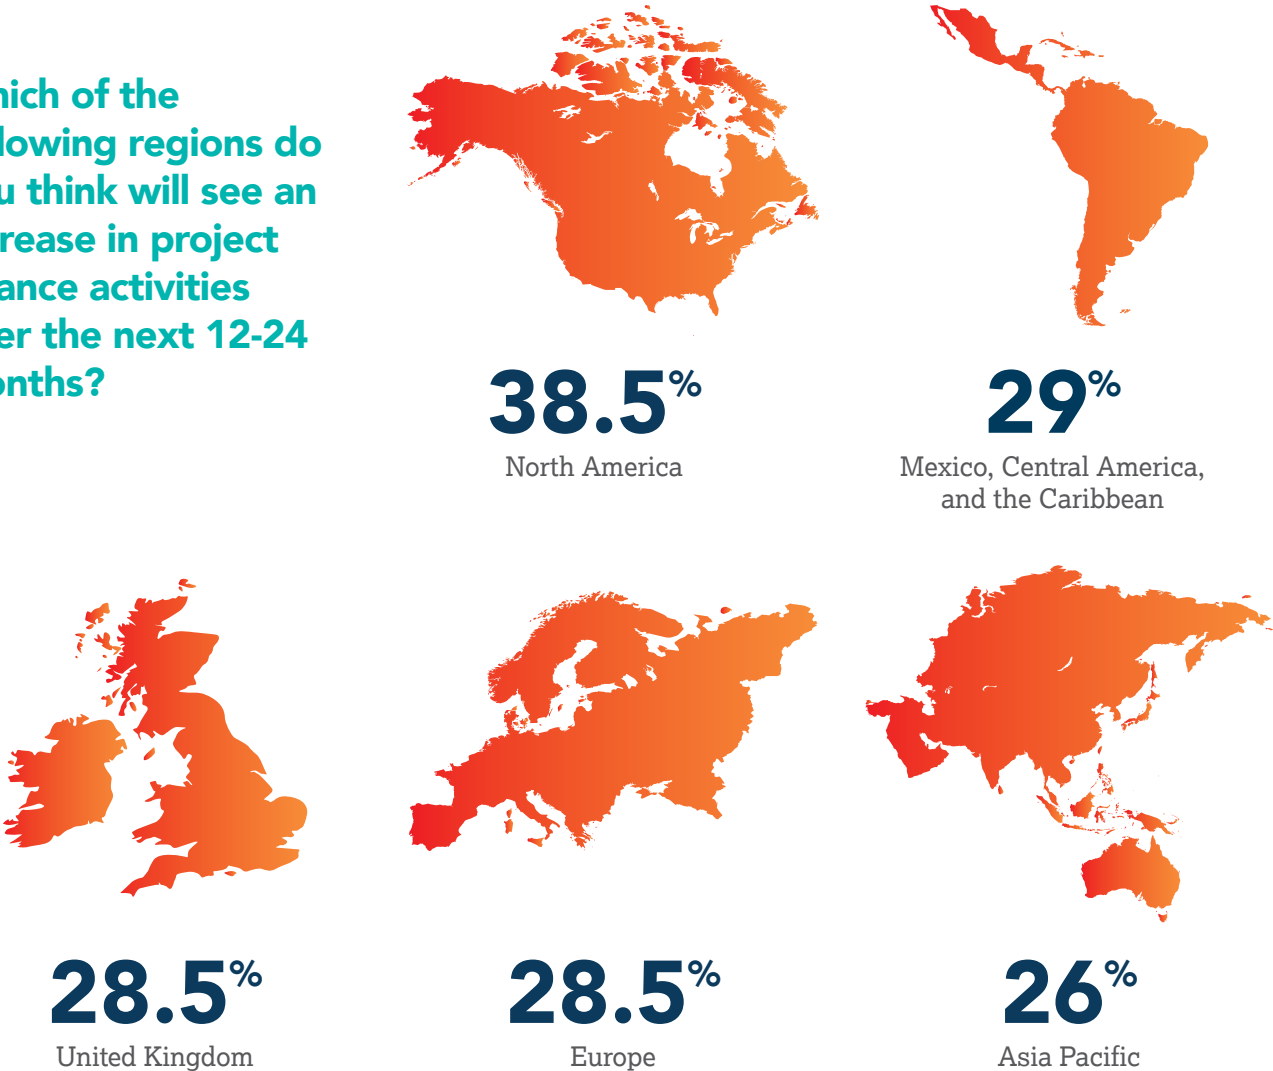 hich of the
lowing regions do
u think will see an
rease in project
ance activities
er the next 12-24
onths?
38.5%
North America
29%
Mexico, Central America,
and the Caribbean
28.5%
United Kingdom
28.5%
Europe
26%
Asia Pacific